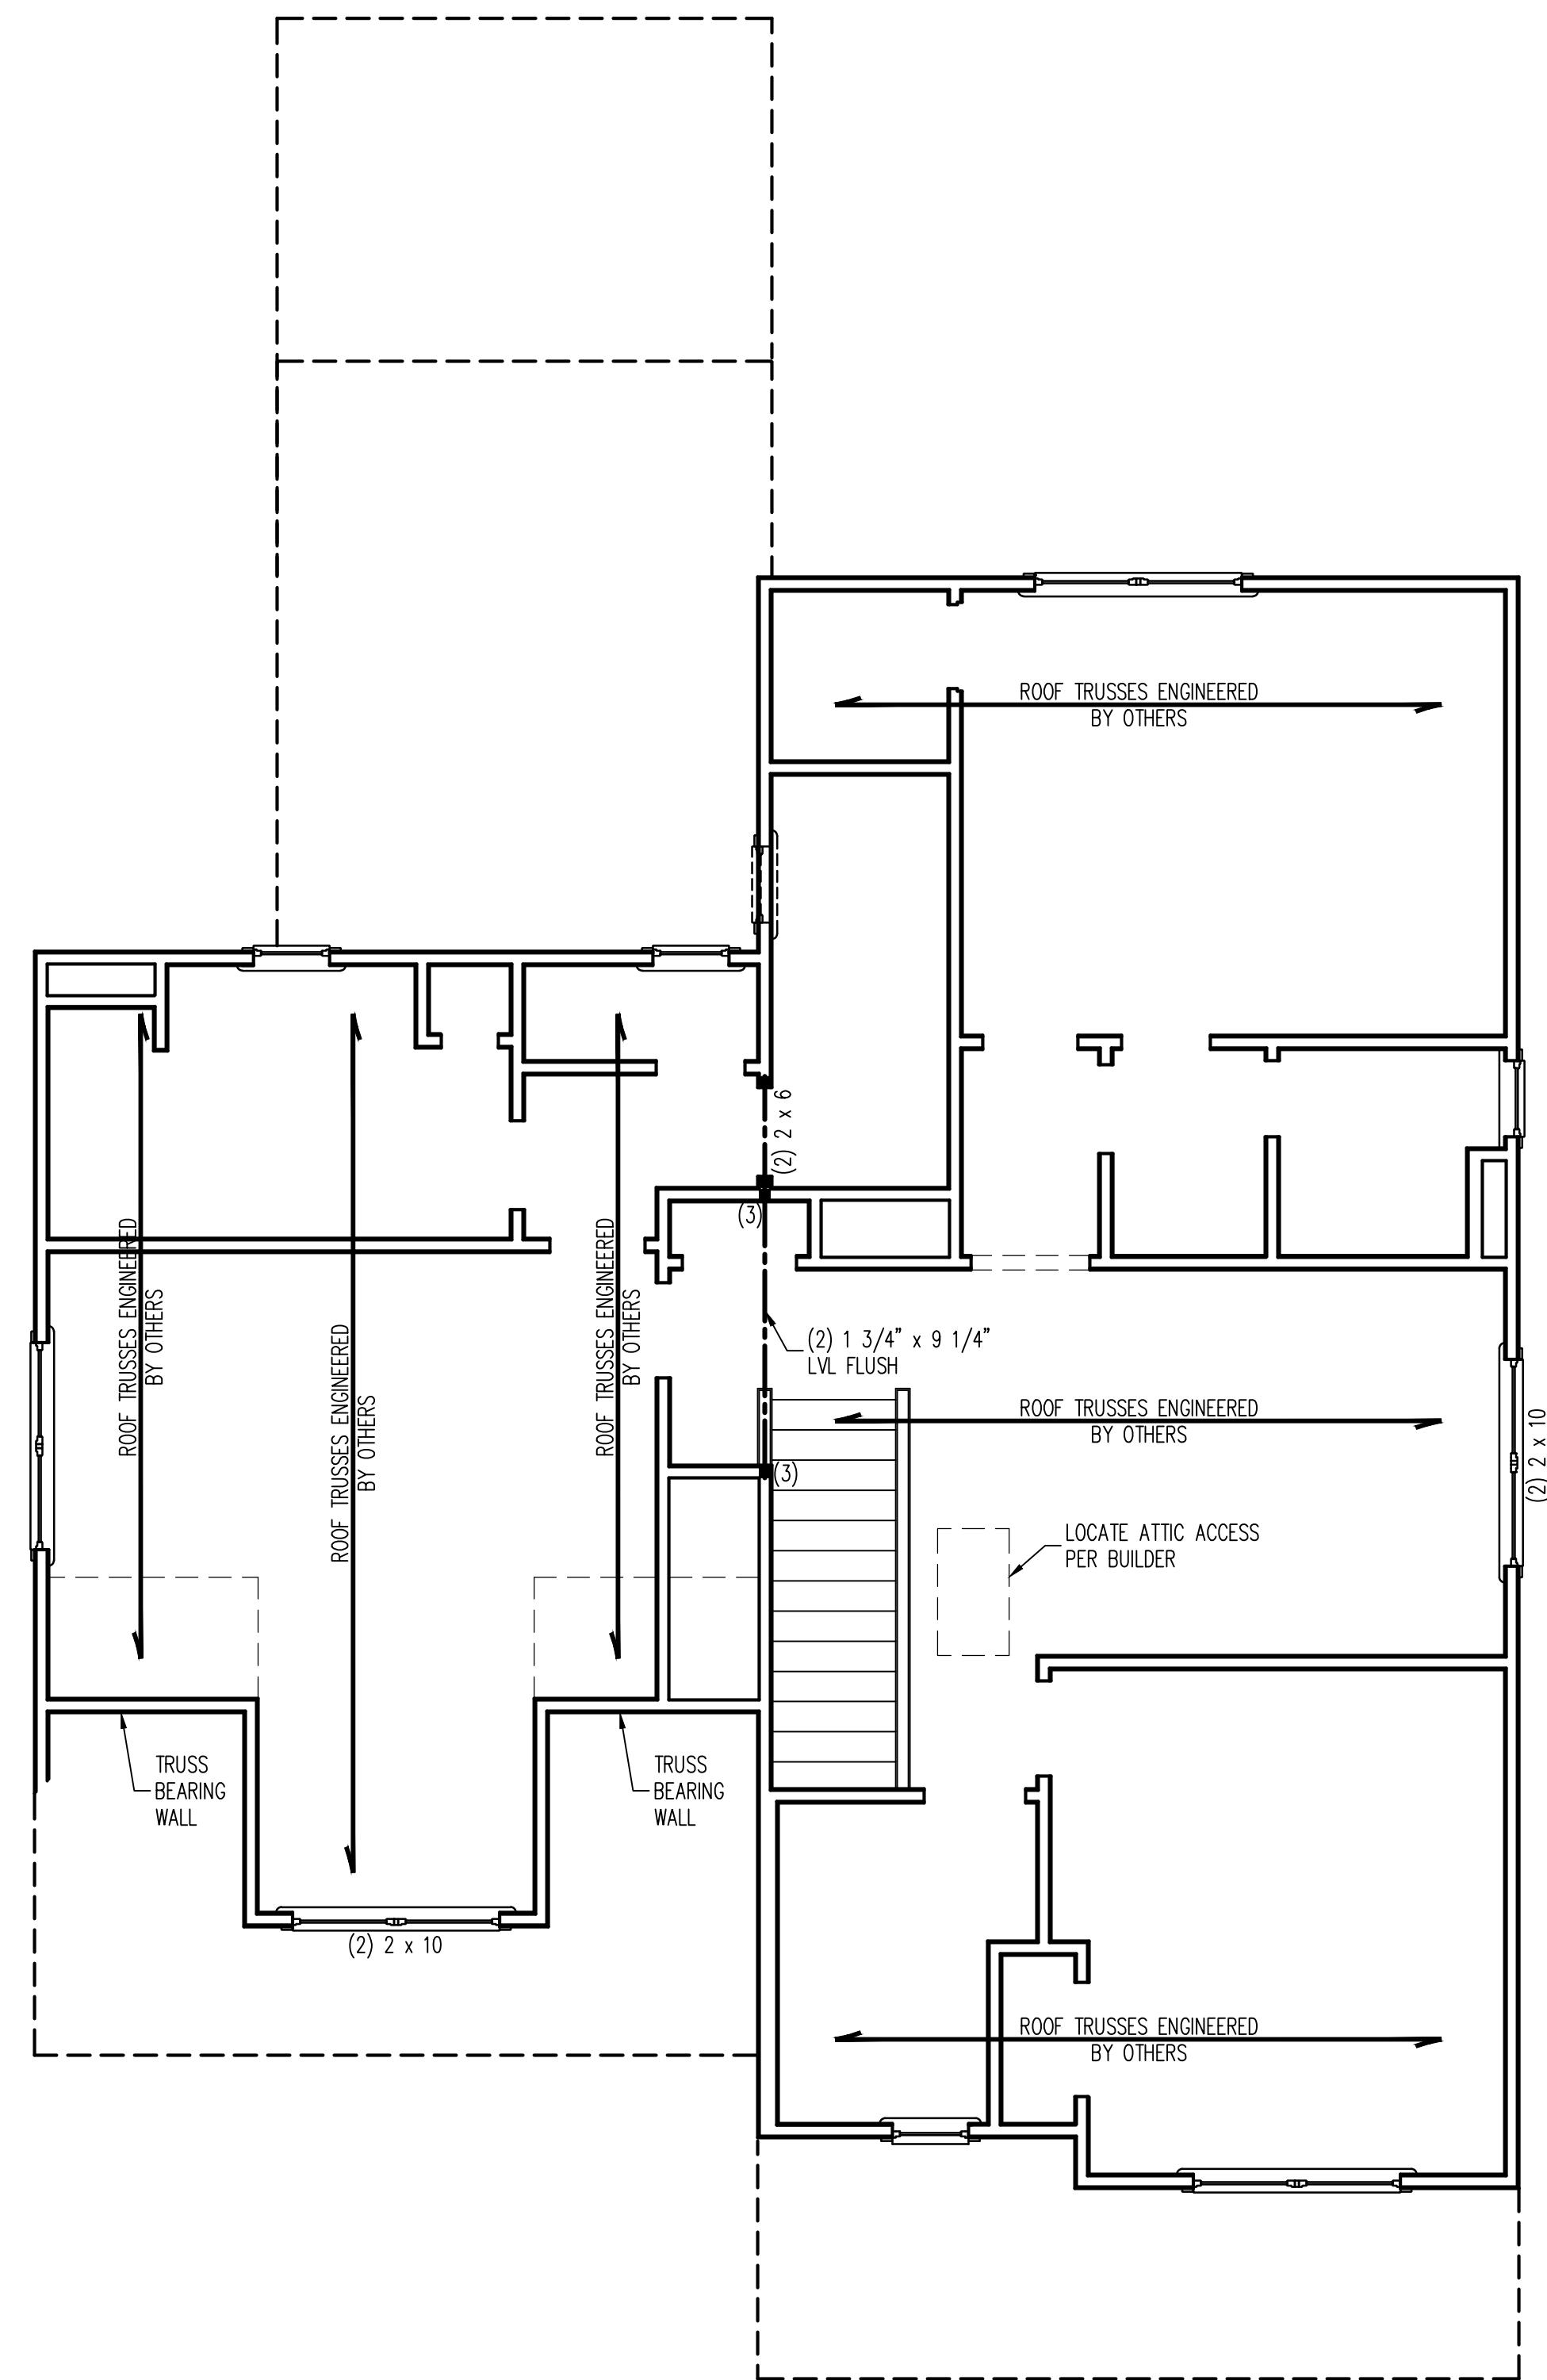 ROOF TRUSSES ENGINEERED
BY OTHERS
(2) 2 x 6
(3)
ROOF TRUSSES ENGINEERED
BY OTHERS
ROOF TRUSSES ENGINEERED
BY OTHERS
ROOF TRUSSES ENGINEERED
BY OTHERS
(2) 1 3/4" x 9 1/4"
LVL FLUSH
ROOF TRUSSES ENGINEERED
BY OTHERS
(2) 2 x 10
(3)
LOCATE ATTIC ACCESS
PER BUILDER
TRUSS
BEARING
WALL
TRUSS
BEARING
WALL
(2) 2 x 10
ROOF TRUSSES ENGINEERED
BY OTHERS